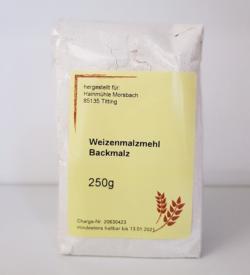 hergestellt für:
Hainmühle Morsbach
85135 Titting
Weizenmalzmehl
Backmalz
250g
Charge-Nr. 20630423
mindestens haltbar bis 13.01.2021